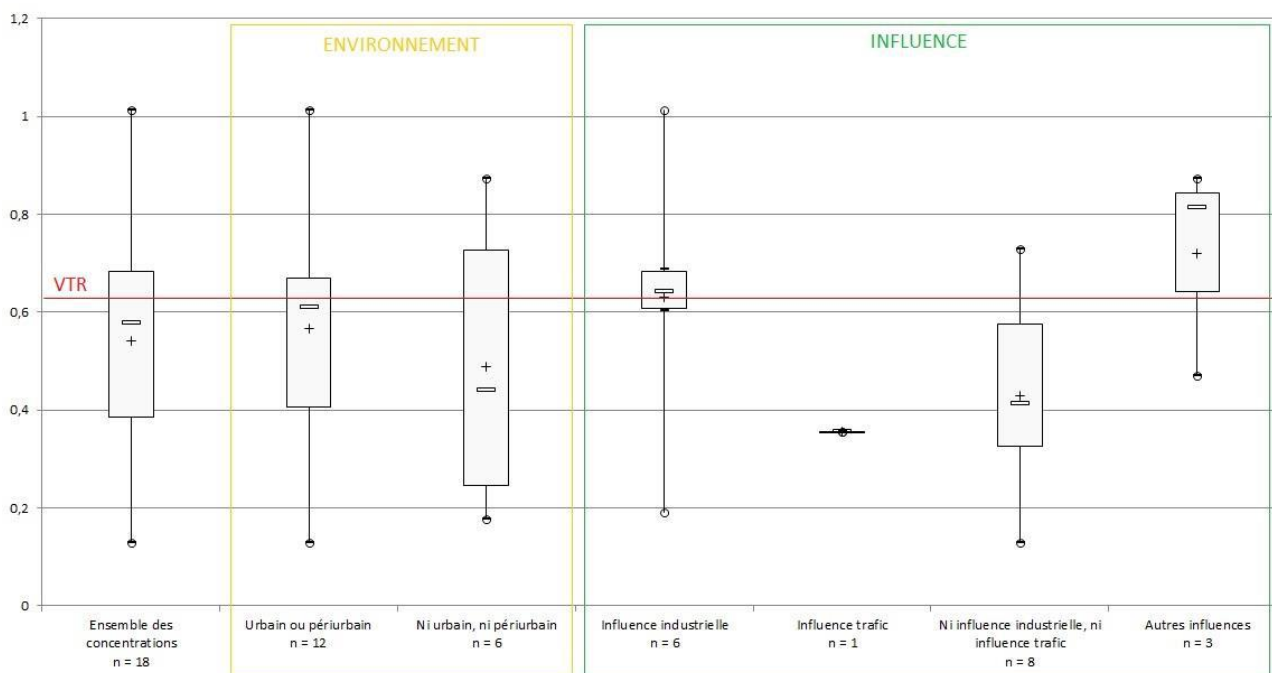 1,2
ENVIRONNEMENT
INFLUENCE
1
0,8
VTR
0,6
0,4
0,2
0
Ensemble des
concentrations
n = 18
Urbain ou périurbain
n = 12
Ni urbain, ni périurbain
n = 6
Influence industrielle
n = 6
Influence trafic
n = 1
Ni influence industrielle, ni
influence trafic
n = 8
Autres influences
n = 3